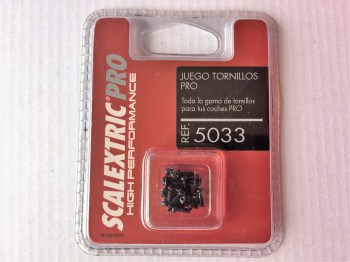 SCALEXTRIC PRO
HIGH PERFORMANCE
JUEGO TORNILLOS
PRO
Toda la gama de tornillos
para tus coches PRO
REF. 5033